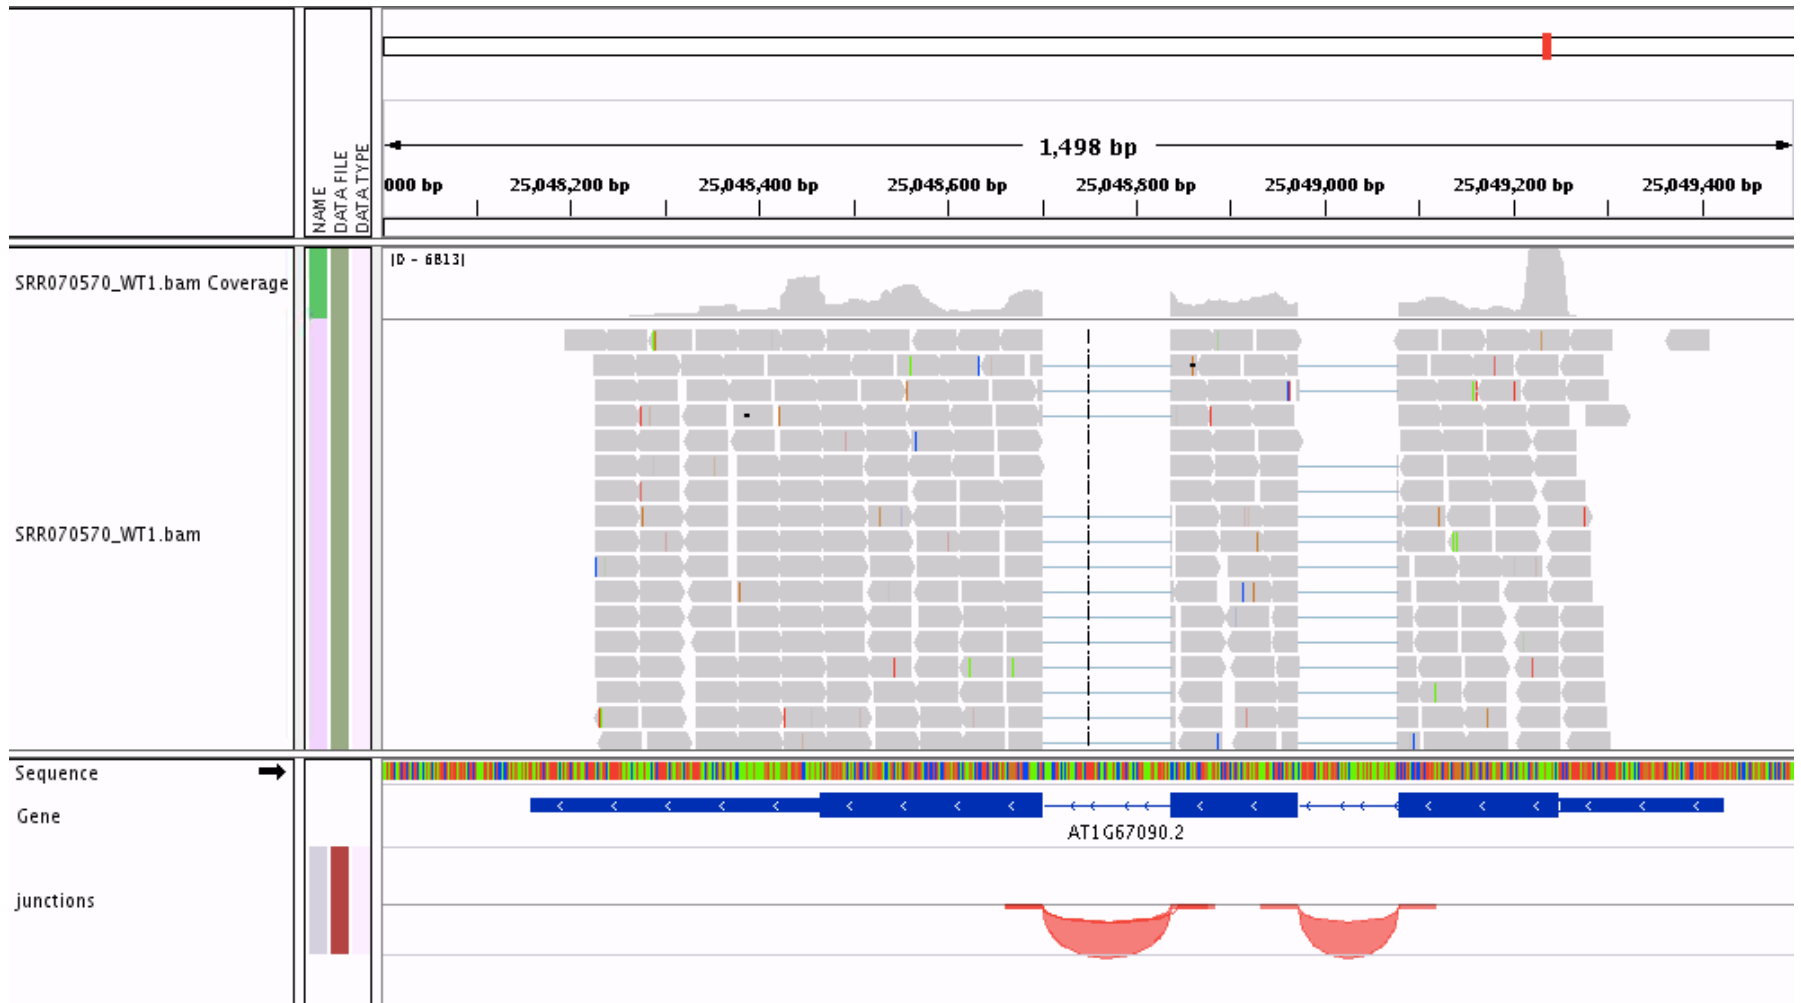 1,498 bp
000 bp 25,048,200 bp 25,048,400 bp 25,048,600 bp 25,048,800 bp 25,049,000 bp 25,049,200 bp 25,049,400 bp
NAME
DATA FILE
DATA TYPE
[0 - 6813]
SRR070570_WT1.bam Coverage
SRR070570_WT1.bam
Sequence
Gene
AT1G67090.2
junctions